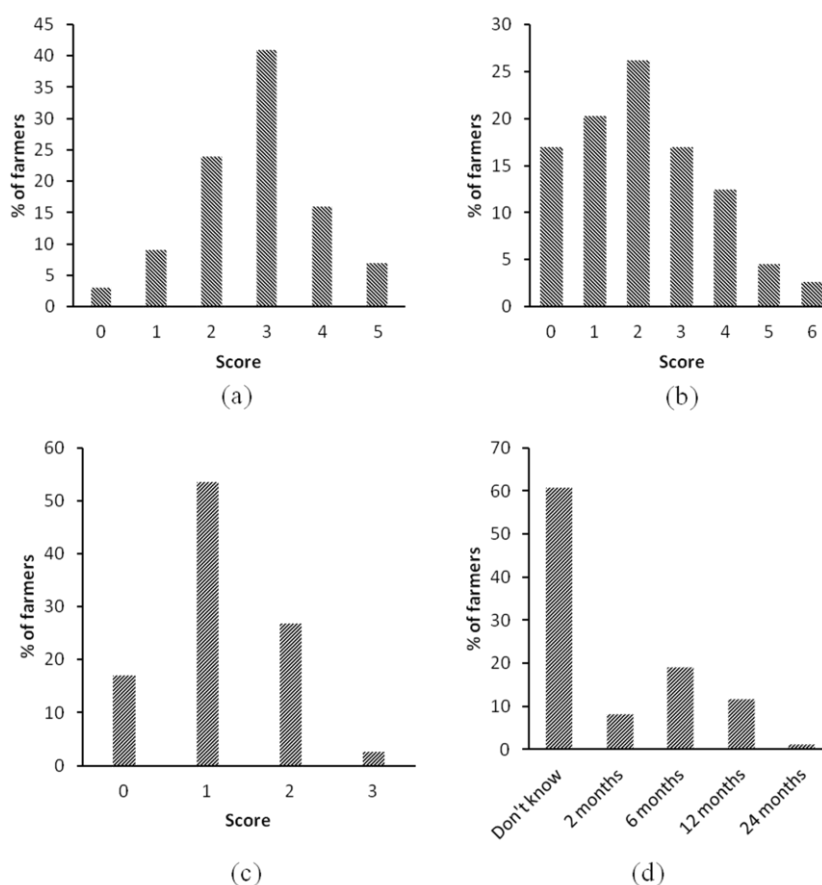 45
40
35
30
25
20
15
10
5
0
% of farmers
0 1 2 3 4 5
Score
(a)
30
25
20
15
10
5
0
% of farmers
0 1 2 3 4 5 6
Score
(b)
60
50
40
30
20
10
0
% of farmers
0 1 2 3
Score
(c)
70
60
50
40
30
20
10
0
% of farmers
Don't know
2 months
6 months
12 months
24 months
(d)